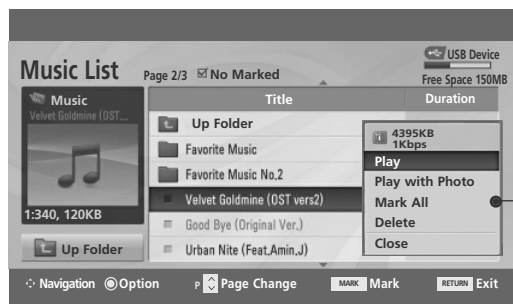 USB Device
Music List
Page 2/3 No Marked
Free Space 150MB
Music
Velvet Goldmine (OST...
1:340, 120KB
Up Folder
Title
Duration
Up Folder
Favorite Music
Favorite Music No.2
Velvet Goldmine (OST vers2)
Good Bye (Original Ver.)
Urban Nite (Feat.Amin.J)
4395KB
1Kbps
Play
Play with Photo
Mark All
Delete
Close
Navigation Option P Page Change MARK Mark RETURN Exit